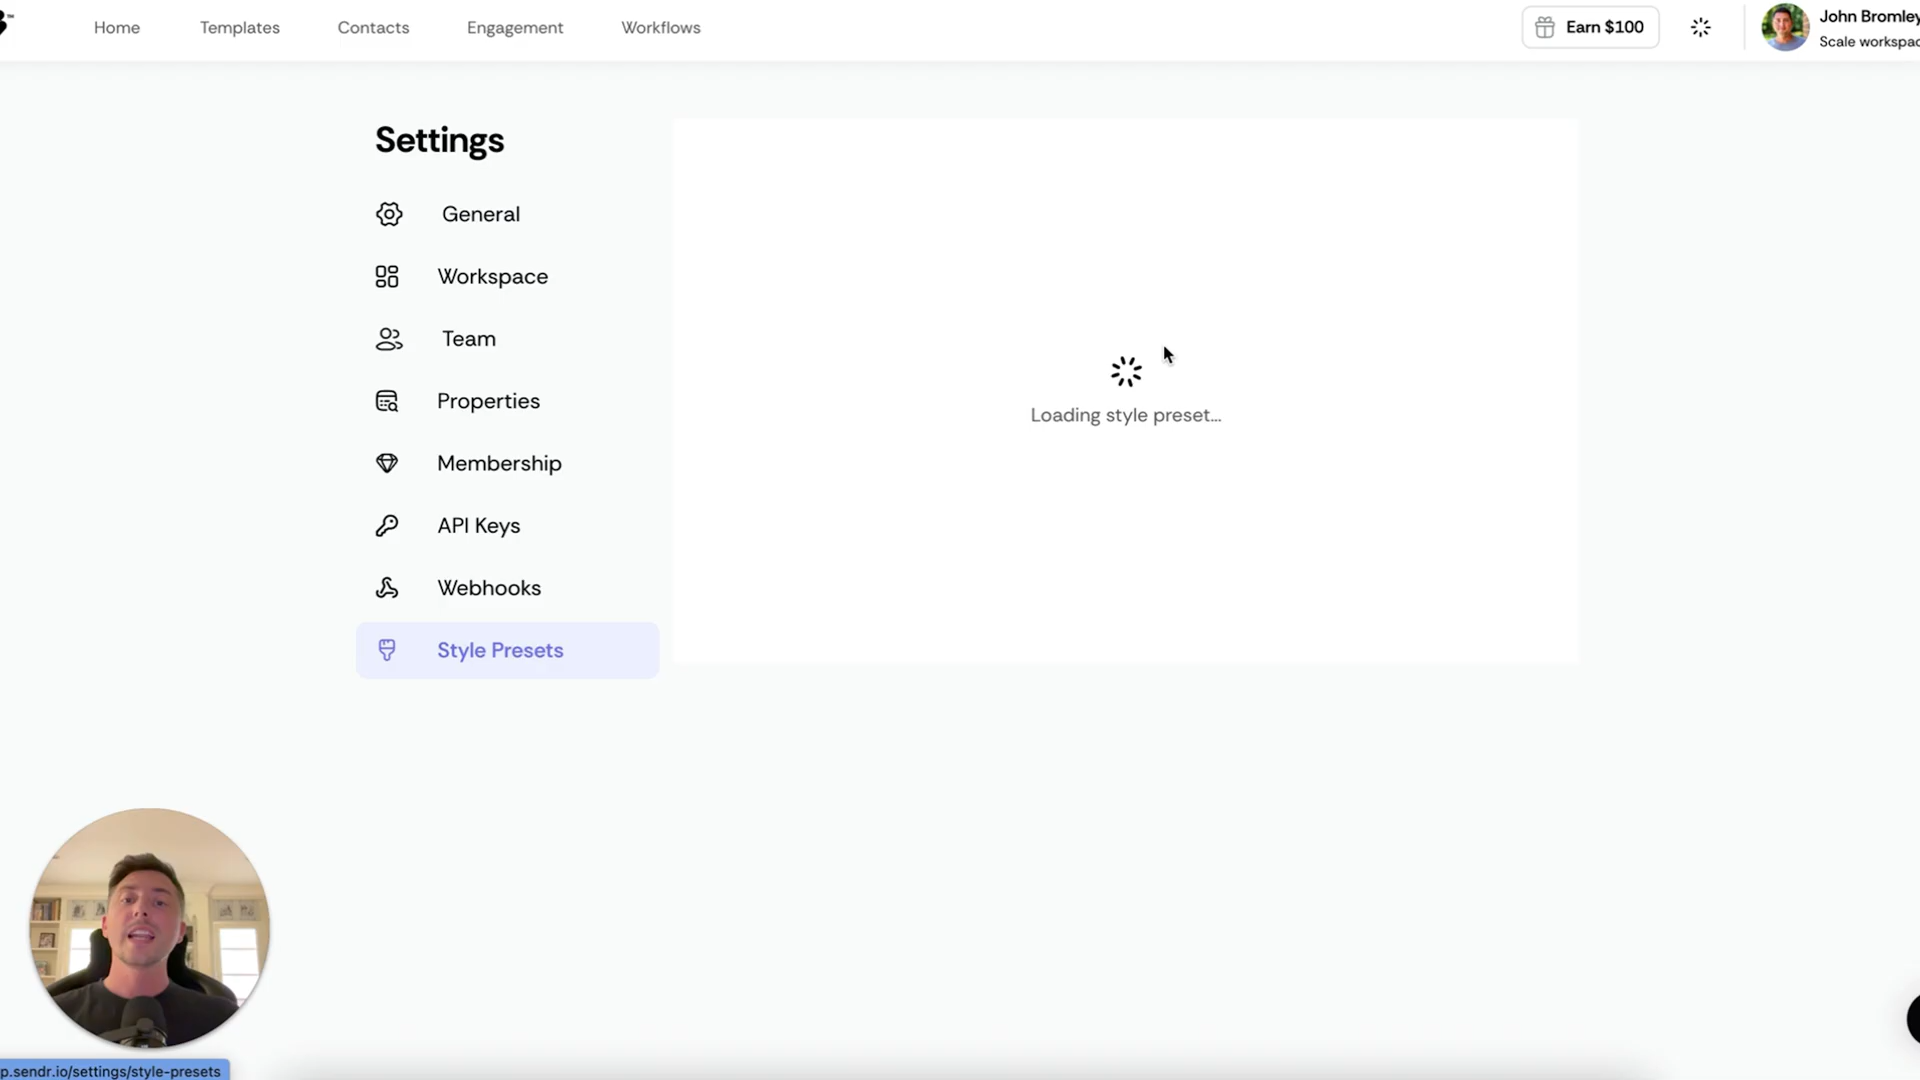 Home
Templates
Contacts
Engagement
Workflows
Earn $100
John Bromley
Scale workspac
Settings
General
Workspace
Team
Properties
Membership
API Keys
Webhooks
Style Presets
Loading style preset...
p.sendr.io/settings/style-presets